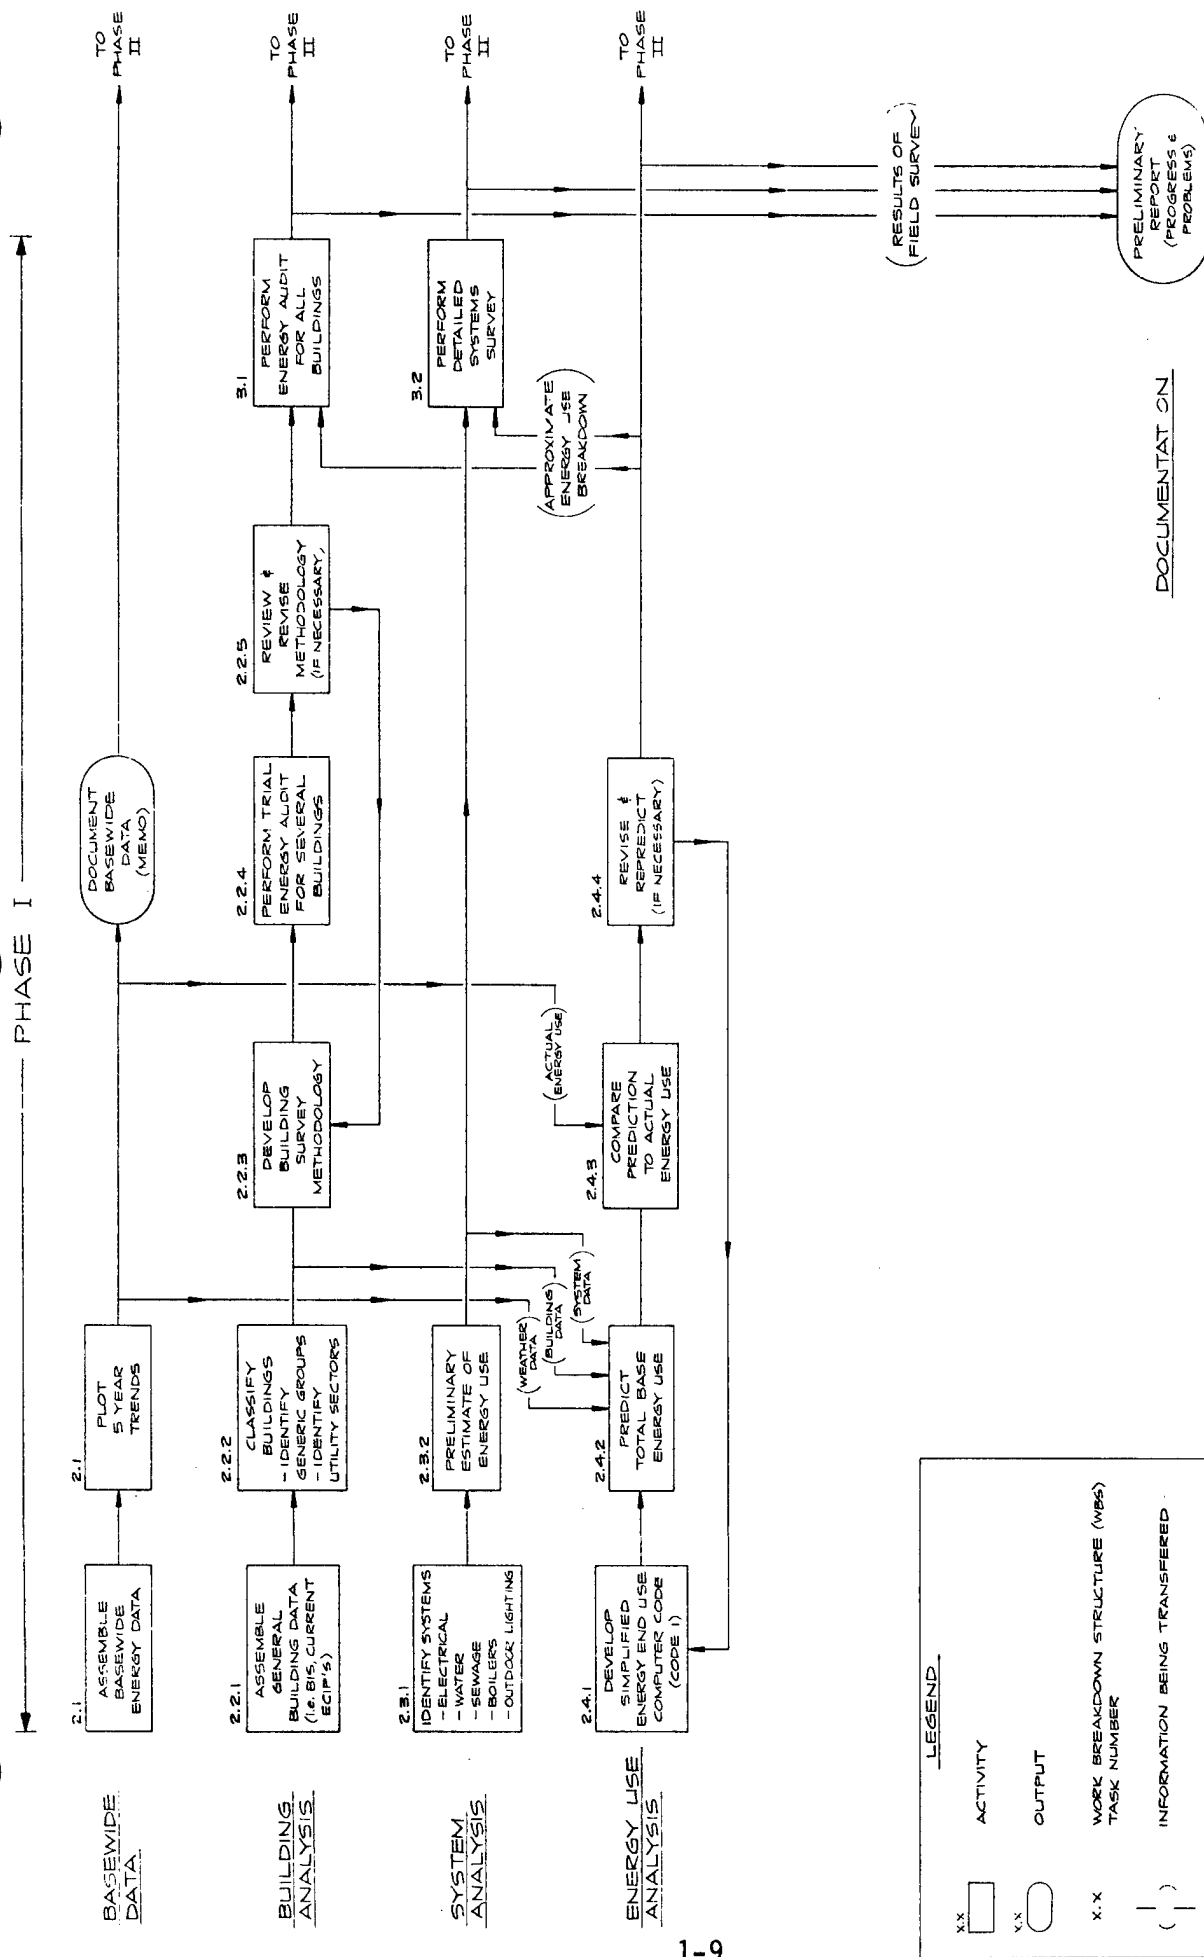 PHASE I
BASEWIDE
DATA
2.1
ASSEMBLE
BASEWIDE
ENERGY DATA
2.1
PLOT
5 YEAR
TRENDS
DOCUMENT
BASEWIDE
DATA
(MEMO)
TO
PHASE
II
BUILDING
ANALYSIS
2.2.1
ASSEMBLE
GENERAL
BUILDING DATA
(i.e. BIS, CURRENT
ECIP'S)
2.2.2
CLASSIFY
BUILDINGS
- IDENTIFY
GENERIC GROUPS
- IDENTIFY
UTILITY SECTORS
2.2.3
DEVELOP
BUILDING
SURVEY
METHODOLOGY
2.2.4
PERFORM TRIAL
ENERGY AUDIT
FOR SEVERAL
BUILDINGS
2.2.5
REVIEW &
REVISE
METHODOLOGY
(IF NECESSARY)
3.1
PERFORM
ENERGY AUDIT
FOR ALL
BUILDINGS
TO
PHASE
II
SYSTEM
ANALYSIS
2.3.1
IDENTIFY SYSTEMS
- ELECTRICAL
- WATER
- SEWAGE
- BOILERS
- OUTDOOR LIGHTING
2.3.2
PRELIMINARY
ESTIMATE OF
ENERGY USE
3.2
PERFORM
DETAILED
SYSTEMS
SURVEY
TO
PHASE
II
(WEATHER
DATA)
(BUILDING
DATA)
(SYSTEM
DATA)
(ACTUAL
ENERGY USE)
(APPROXIMATE
ENERGY USE
BREAKDOWN)
ENERGY USE
ANALYSIS
2.4.1
DEVELOP
SIMPLIFIED
ENERGY END USE
COMPUTER CODE
(CODE 1)
2.4.2
PREDICT
TOTAL BASE
ENERGY USE
2.4.3
COMPARE
PREDICTION
TO ACTUAL
ENERGY USE
2.4.4
REVISE &
REPREDICT
(IF NECESSARY)
TO
PHASE
II
(RESULTS OF
FIELD SURVEY)
DOCUMENTAT ON
PRELIMINARY
REPORT
(PROGRESS &
PROBLEMS)
LEGEND
X.X
ACTIVITY
X.X
OUTPUT
X.X
WORK BREAKDOWN STRUCTURE (WBS)
TASK NUMBER
( )
INFORMATION BEING TRANSFERED
1-9